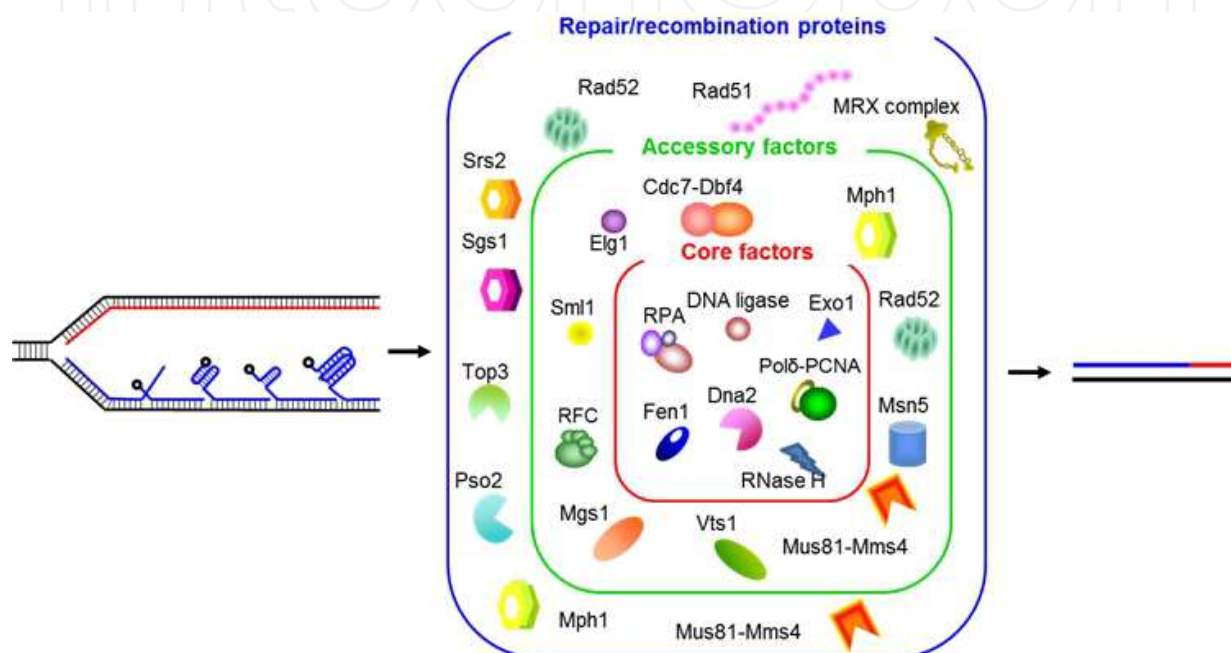 Repair/recombination proteins
Rad52
Rad51
MRX complex
Accessory factors
Srs2
Cdc7-Dbf4
Mph1
Elg1
Sgs1
Core factors
Sml1
RPA
DNA ligase
Exo1
Rad52
Top3
Polδ-PCNA
RFC
Fen1
Dna2
Msn5
Pso2
RNase H
Mgs1
Vts1
Mus81-Mms4
Mph1
Mus81-Mms4